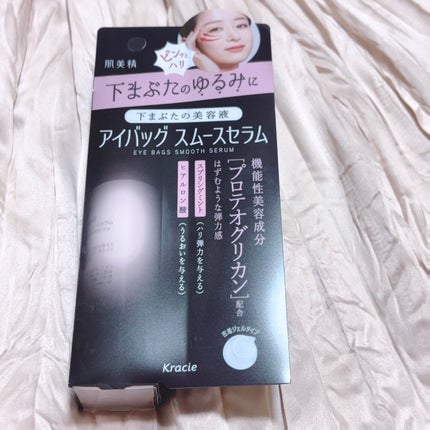 肌美精
ピンッと
ハリ
下まぶたのゆるみに
下まぶたの美容液
アイバッグ スムースセラム
EYE BAGS SMOOTH SERUM
機能性美容成分
[プロテオグリカン]配合
はずむような弾力感
スプリングミント(ハリ弾力を与える)
ヒアルロン酸(うるおいを与える)
密着ジェルタイプ
Kracie